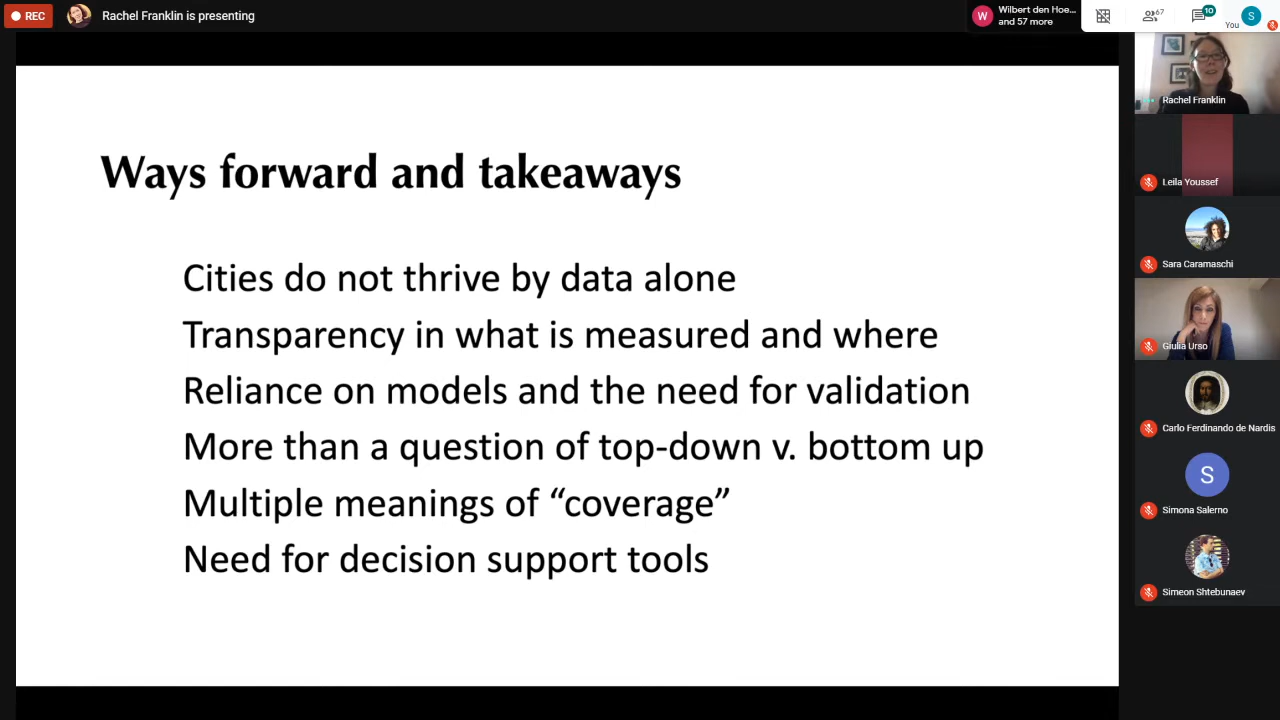 REC
Rachel Franklin is presenting
W
Wilbert den Hoe...
and 57 more
67
10
You
S
Ways forward and takeaways
Cities do not thrive by data alone
Transparency in what is measured and where
Reliance on models and the need for validation
More than a question of top-down v. bottom up
Multiple meanings of “coverage”
Need for decision support tools
Rachel Franklin
Leila Youssef
Sara Caramaschi
Giulia Urso
Carlo Ferdinando de Nardis
S
Simona Salerno
Simeon Shtebunaev